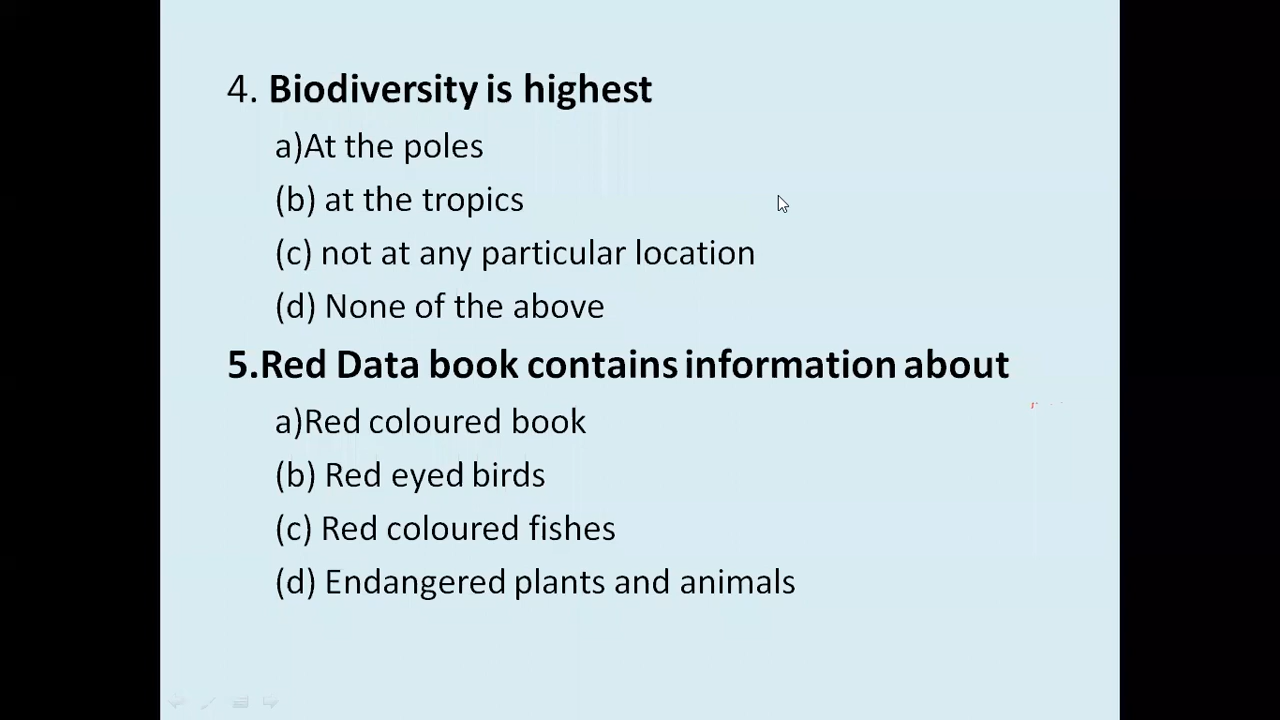 4. Biodiversity is highest
a)At the poles
(b) at the tropics
(c) not at any particular location
(d) None of the above
5.Red Data book contains information about
a)Red coloured book
(b) Red eyed birds
(c) Red coloured fishes
(d) Endangered plants and animals